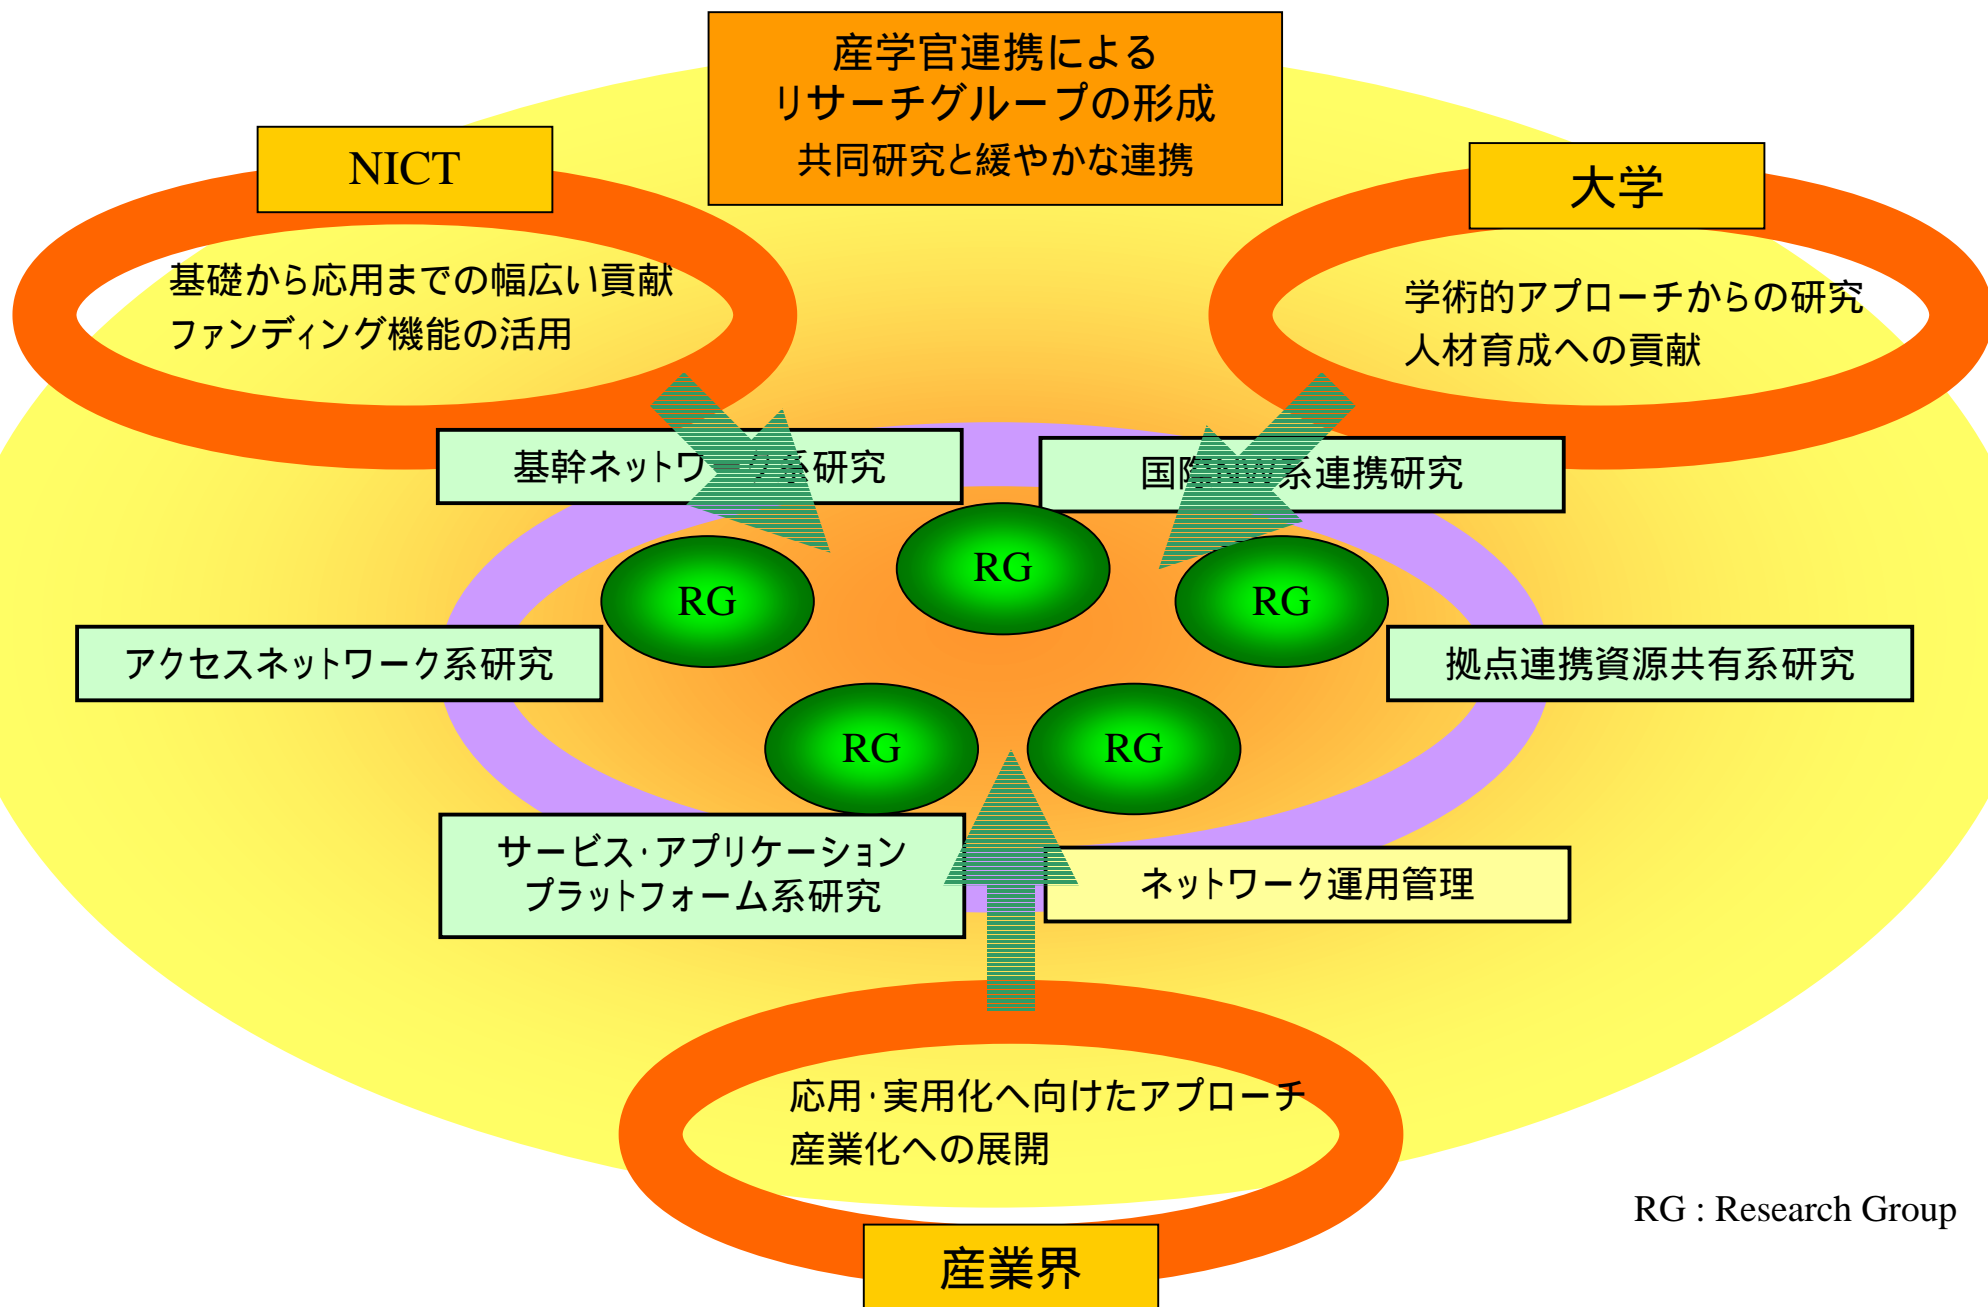 産学官連携による
リサーチグループの形成
共同研究と緩やかな連携
NICT
大学
基礎から応用までの幅広い貢献
ファンディング機能の活用
学術的アプローチからの研究
人材育成への貢献
基幹ネットワーク系研究
国際NW系連携研究
RG
RG
RG
アクセスネットワーク系研究
拠点連携資源共有系研究
RG
RG
サービス・アプリケーション
プラットフォーム系研究
ネットワーク運用管理
応用・実用化へ向けたアプローチ
産業化への展開
RG : Research Group
産業界